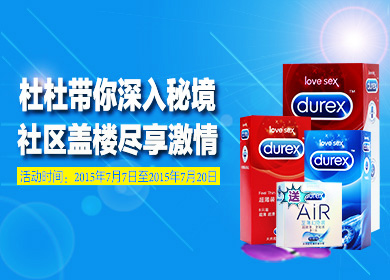 杜杜带你深入秘境
社区盖楼尽享激情
活动时间：2015年7月7日至2015年7月20日
love sex
durex
love sex
durex
love sex
durex
送
AiR